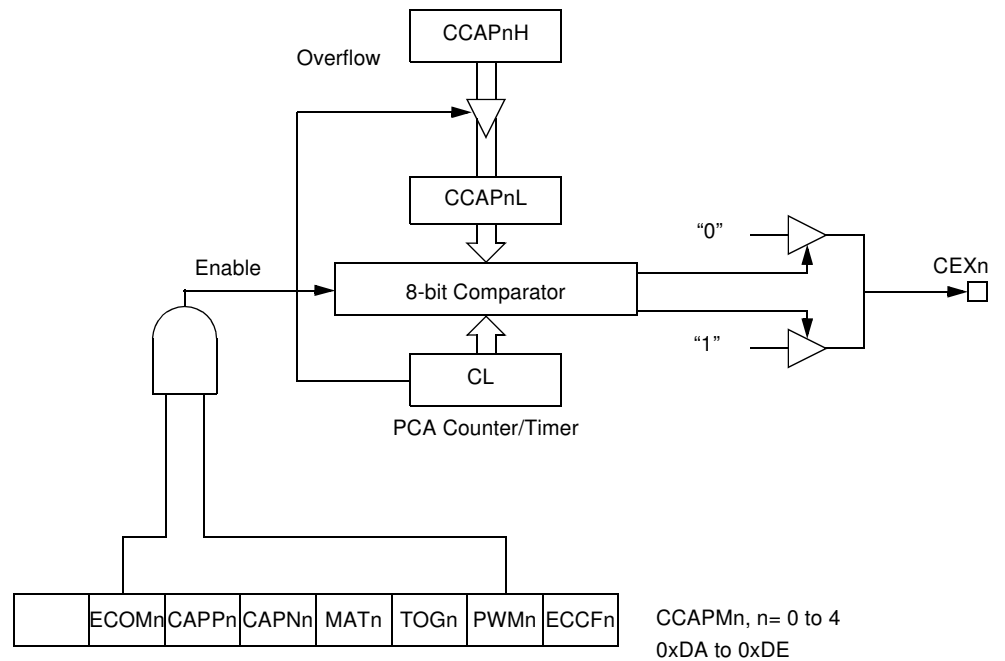 CCAPnH
Overflow
CCAPnL
“0”
Enable
CEXn
8-bit Comparator
“1”
CL
PCA Counter/Timer
ECOMn CAPPn CAPNn MATn TOGn PWMn ECCFn
CCAPMn, n= 0 to 4
0xDA to 0xDE